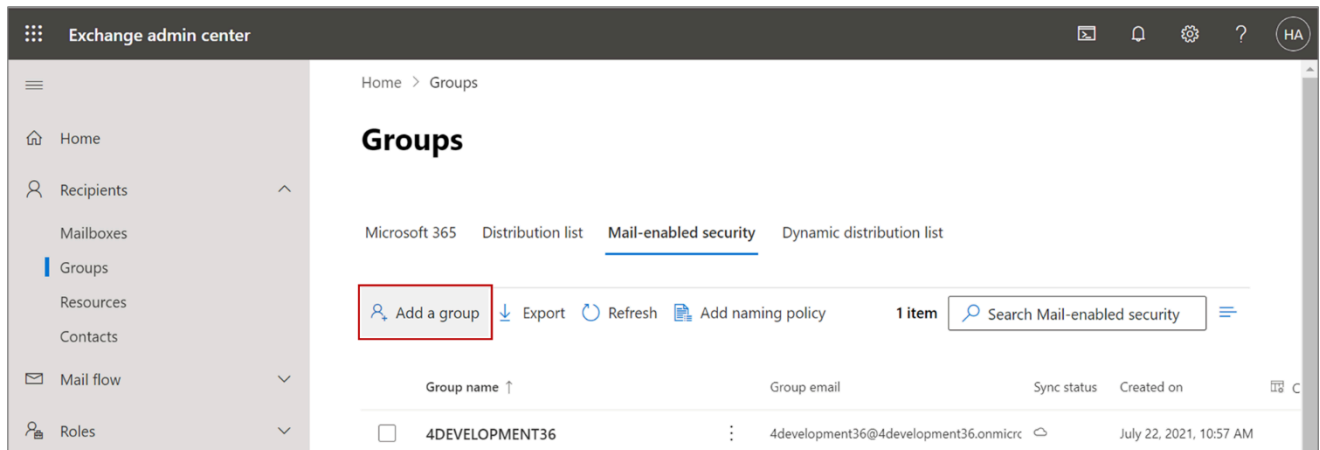 Exchange admin center
HA
Home > Groups
Groups
Home
Recipients
Mailboxes
Groups
Resources
Contacts
Mail flow
Roles
Microsoft 365 Distribution list Mail-enabled security Dynamic distribution list
Add a group Export Refresh Add naming policy 1 item Search Mail-enabled security
Group name ↑ Group email Sync status Created on C
4DEVELOPMENT36 4development36@4development36.onmicrc July 22, 2021, 10:57 AM